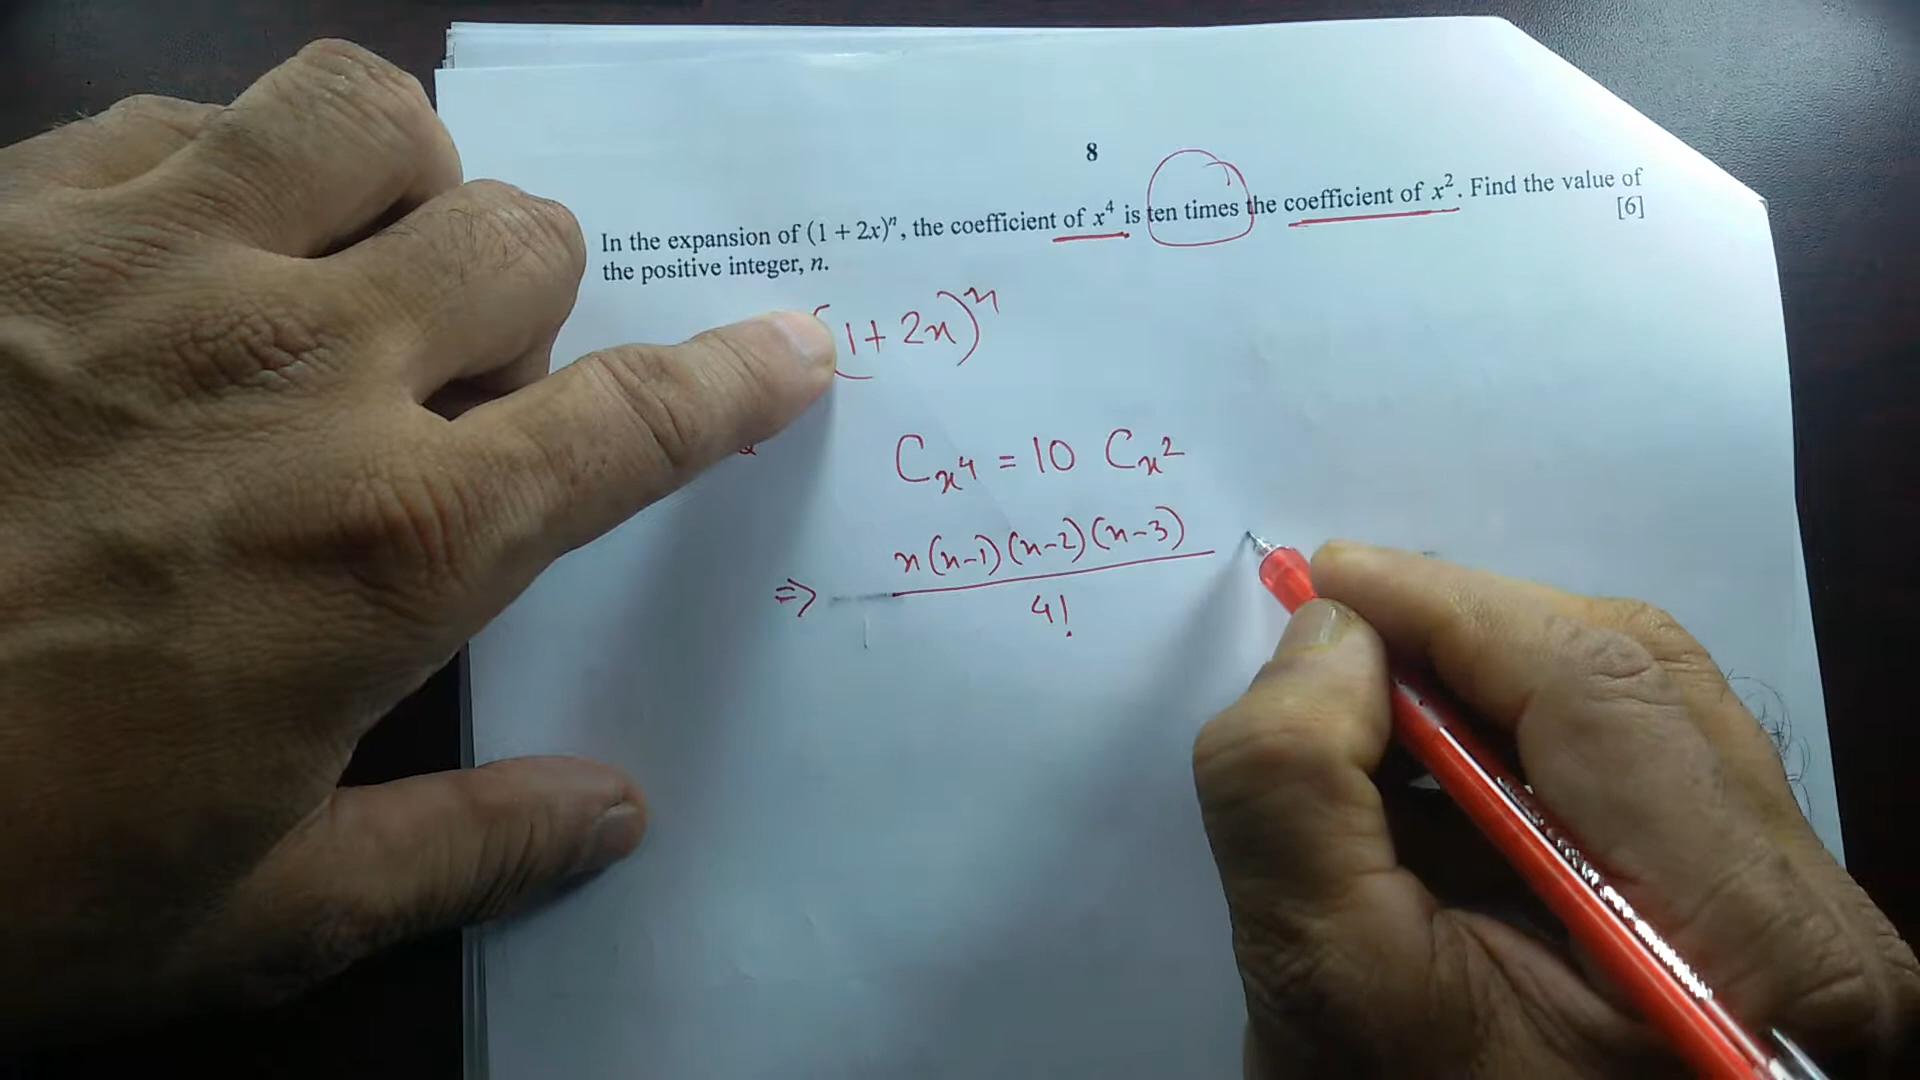 8
In the expansion of (1 + 2x)ⁿ, the coefficient of x⁴ is ten times the coefficient of x². Find the value of
the positive integer, n.
[6]
(1+2x)ⁿ
Cx⁴ = 10 Cx²
⇒ n(n-1)(n-2)(n-3)
4!